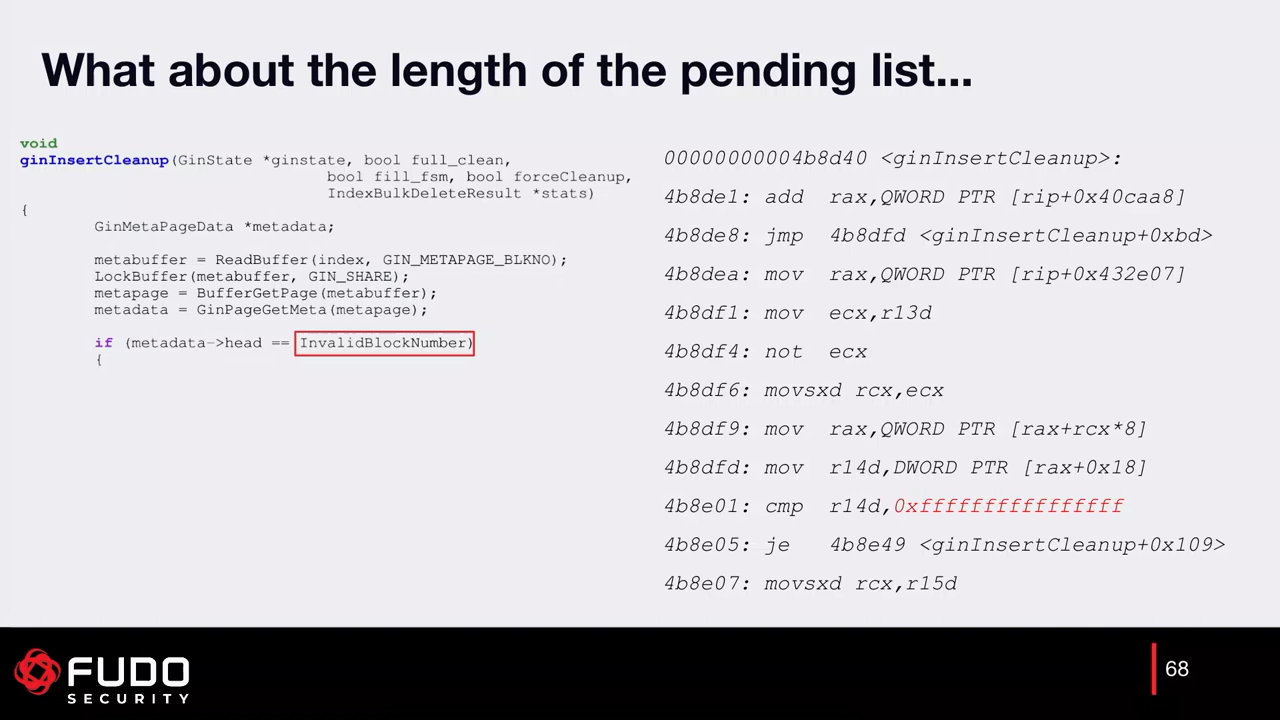 What about the length of the pending list...
void
ginInsertCleanup(GinState *ginstate, bool full_clean,
bool fill_fsm, bool forceCleanup,
IndexBulkDeleteResult *stats)
{
GinMetaPageData *metadata;
metabuffer = ReadBuffer(index, GIN_METAPAGE_BLKNO);
LockBuffer(metabuffer, GIN_SHARE);
metapage = BufferGetPage(metabuffer);
metadata = GinPageGetMeta(metapage);
if (metadata->head == InvalidBlockNumber)
{
00000000004b8d40 <ginInsertCleanup>:
4b8de1: add rax,QWORD PTR [rip+0x40caa8]
4b8de8: jmp 4b8dfd <ginInsertCleanup+0xbd>
4b8dea: mov rax,QWORD PTR [rip+0x432e07]
4b8df1: mov ecx,r13d
4b8df4: not ecx
4b8df6: movsxd rcx,ecx
4b8df9: mov rax,QWORD PTR [rax+rcx*8]
4b8dfd: mov r14d,DWORD PTR [rax+0x18]
4b8e01: cmp r14d,0xffffffffffffffff
4b8e05: je 4b8e49 <ginInsertCleanup+0x109>
4b8e07: movsxd rcx,r15d
FUDO
SECURITY
68